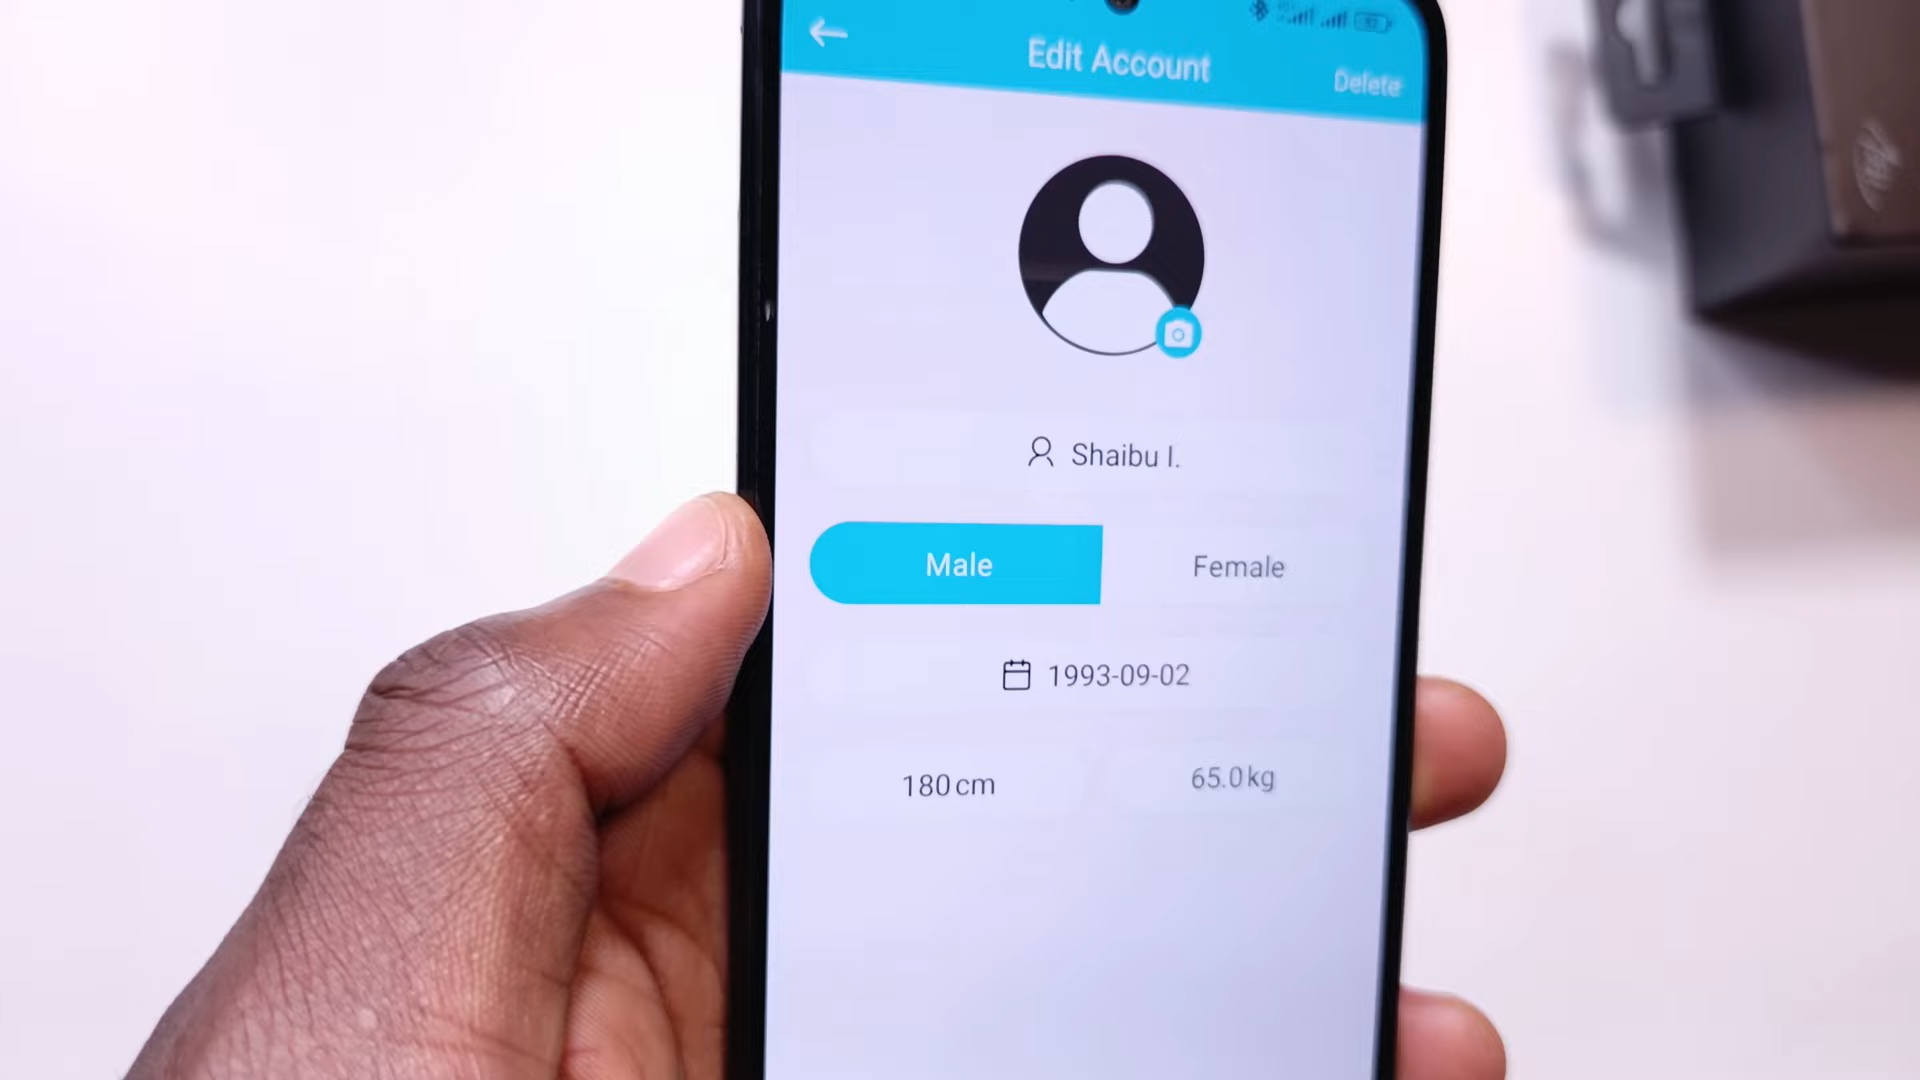 Edit Account
Delete
Shaibu I.
Male
Female
1993-09-02
180 cm
65.0 kg